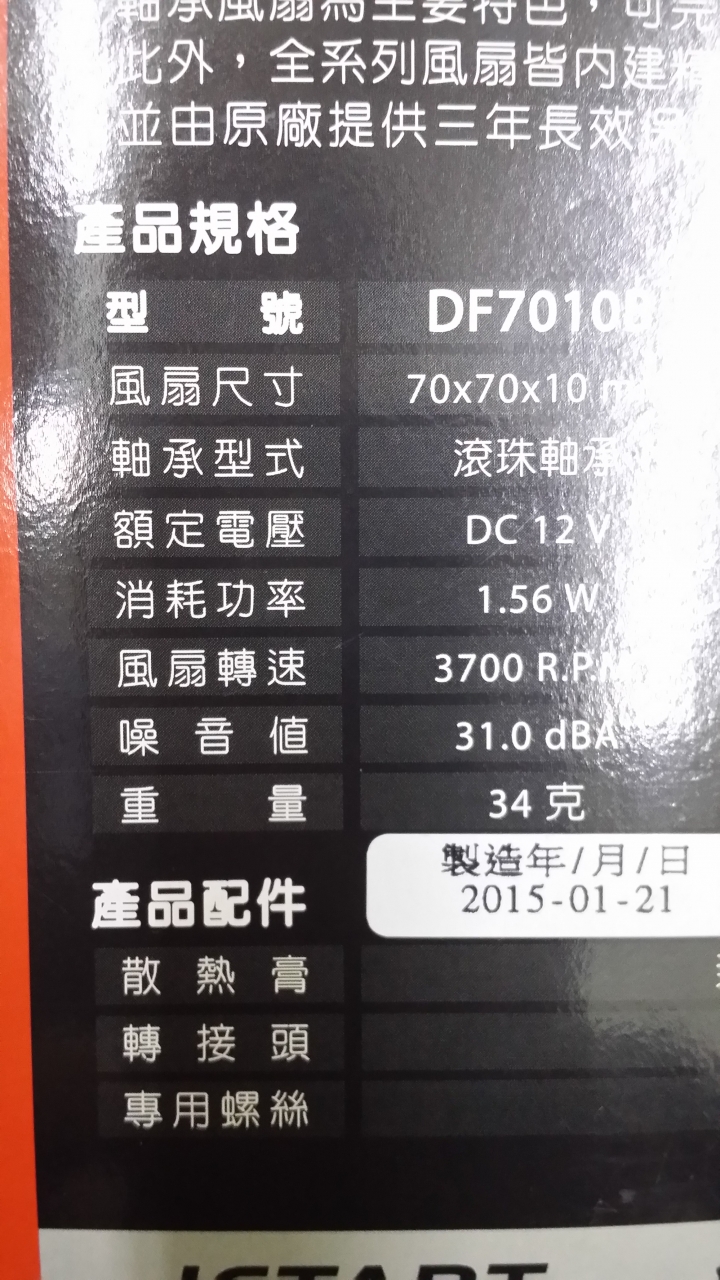 軸承風扇為主要特色，可完
此外，全系列風扇皆內建精
並由原廠提供三年長效保
產品規格
型號 DF7010B
風扇尺寸 70x70x10 m
軸承型式 滾珠軸承
額定電壓 DC 12 V
消耗功率 1.56 W
風扇轉速 3700 R.P.M
噪音值 31.0 dBA
重量 34 克
製造年/月/日
2015-01-21
產品配件
散熱膏
轉接頭
專用螺絲